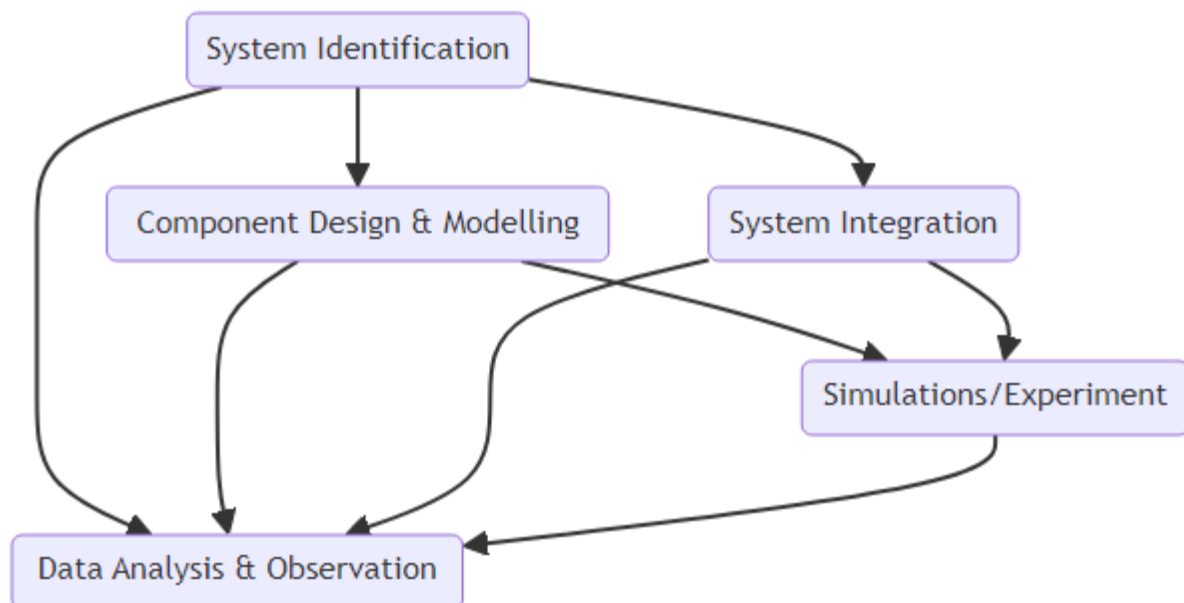 System Identification
Component Design & Modelling
System Integration
Simulations/Experiment
Data Analysis & Observation